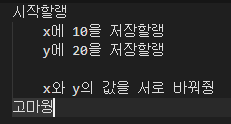 시작할랭
x에 10을 저장할랭
y에 20을 저장할랭
x와 y의 값을 서로 바꿔줭
고마웡